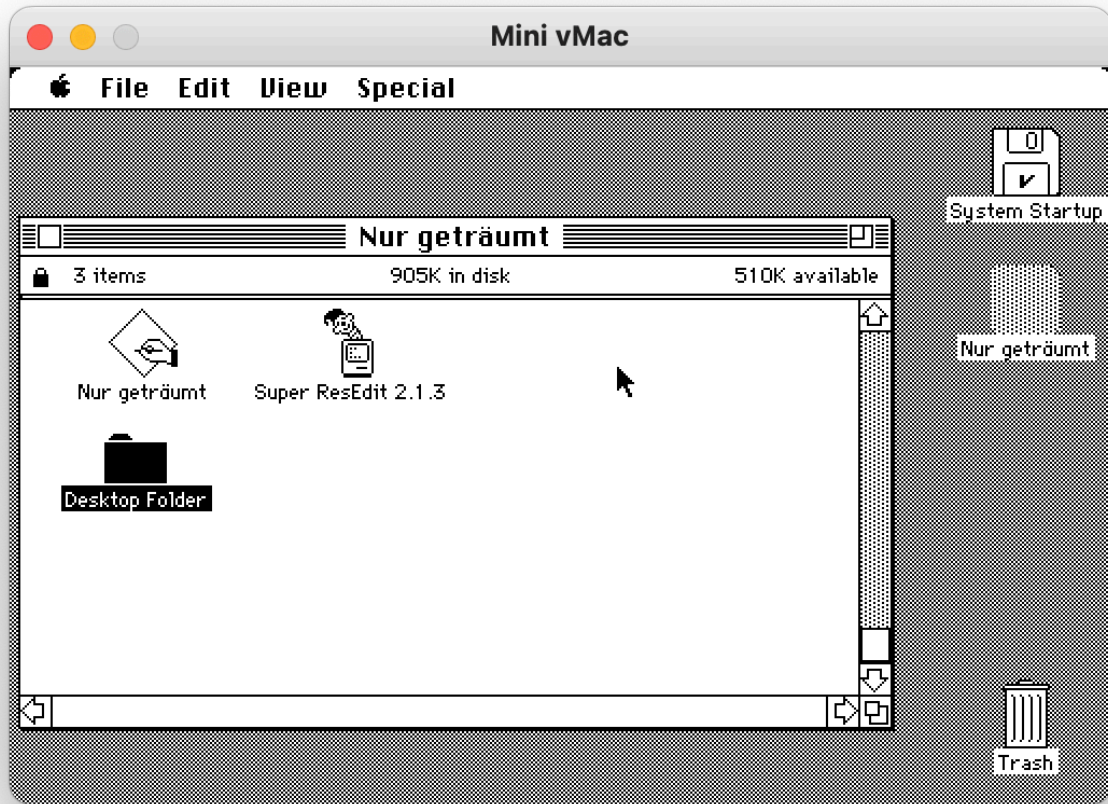 Mini vMac
File Edit View Special
System Startup
Nur geträumt
3 items 905K in disk 510K available
Nur geträumt
Nur geträumt Super ResEdit 2.1.3
Desktop Folder
Trash